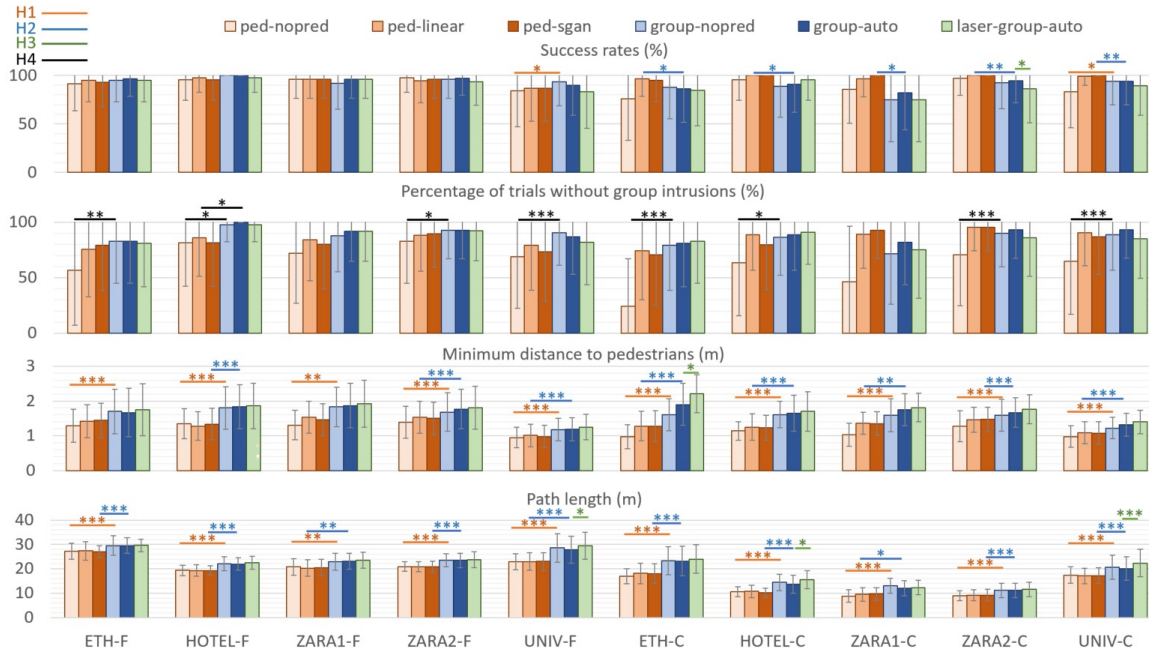 H1 ped-nopred ped-linear ped-sgan group-nopred group-auto laser-group-auto
H2
H3
H4
Success rates (%)
* * * * ** * * **
100
50
0
Percentage of trials without group intrusions (%)
** * * * *** *** * *** ***
100
50
0
Minimum distance to pedestrians (m)
*** *** *** ** *** *** *** *** *** *** * *** *** *** ** *** *** *** ***
3
2
1
0
Path length (m)
*** *** *** *** ** ** *** *** *** *** * *** *** *** *** * *** * *** *** *** *** ***
40
30
20
10
0
ETH-F HOTEL-F ZARA1-F ZARA2-F UNIV-F ETH-C HOTEL-C ZARA1-C ZARA2-C UNIV-C